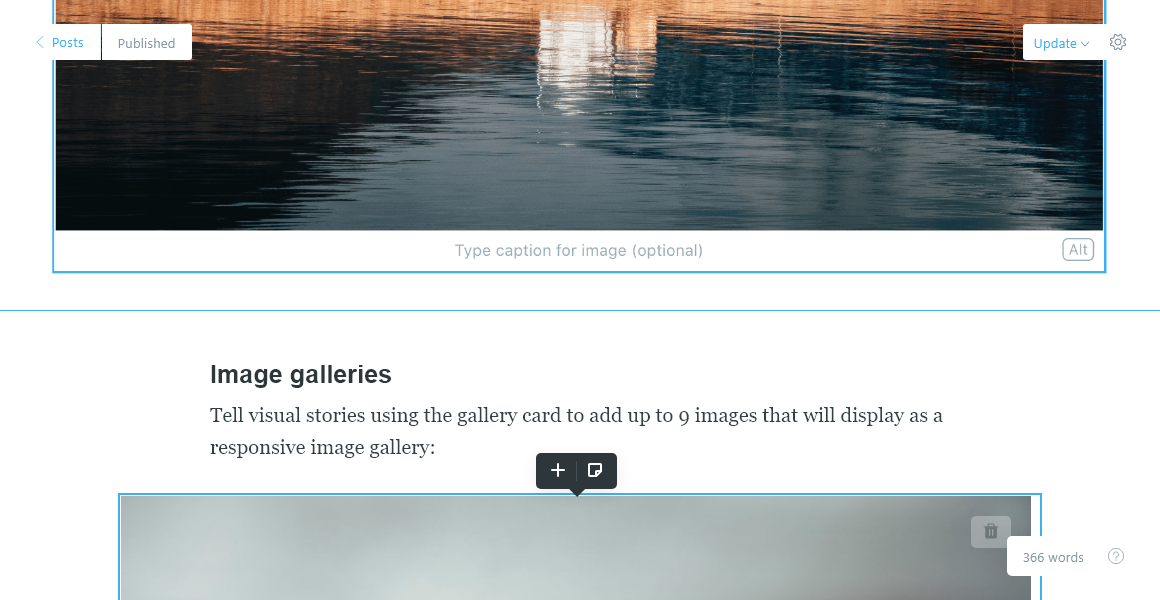 Posts
Published
Update
Type caption for image (optional)
Alt
Image galleries
Tell visual stories using the gallery card to add up to 9 images that will display as a
responsive image gallery:
366 words
?